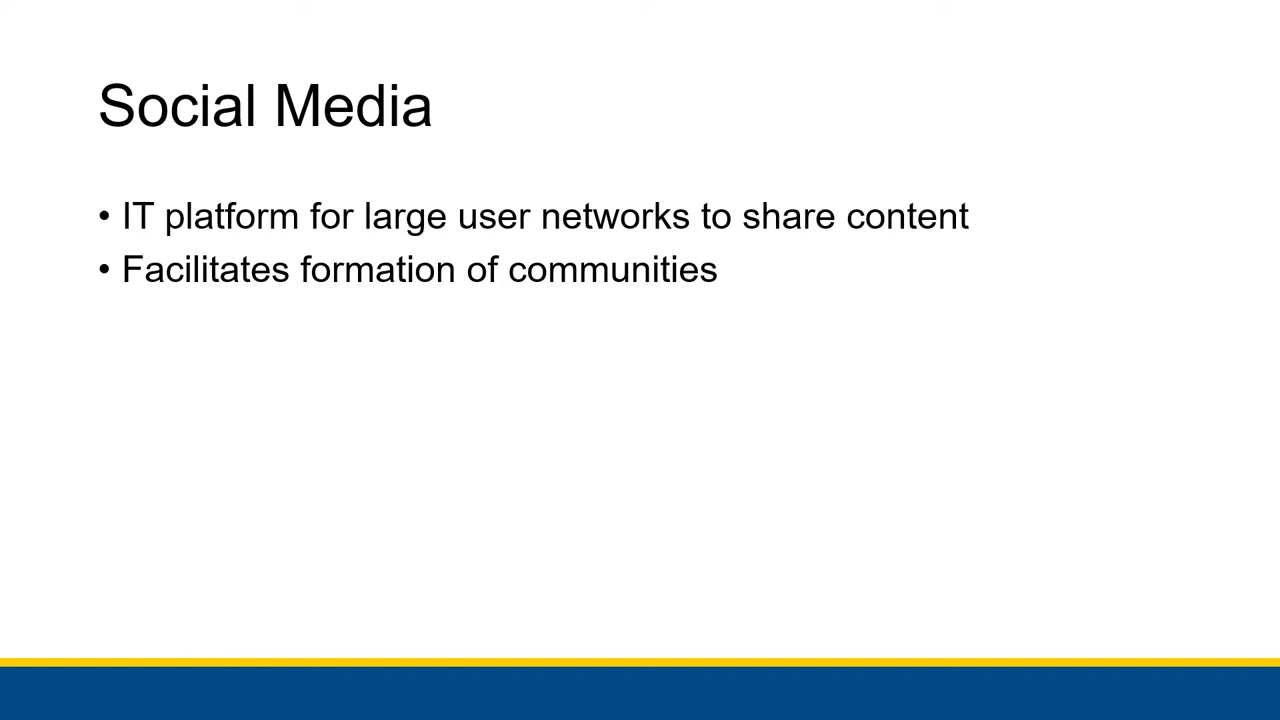 Social Media
• IT platform for large user networks to share content
• Facilitates formation of communities